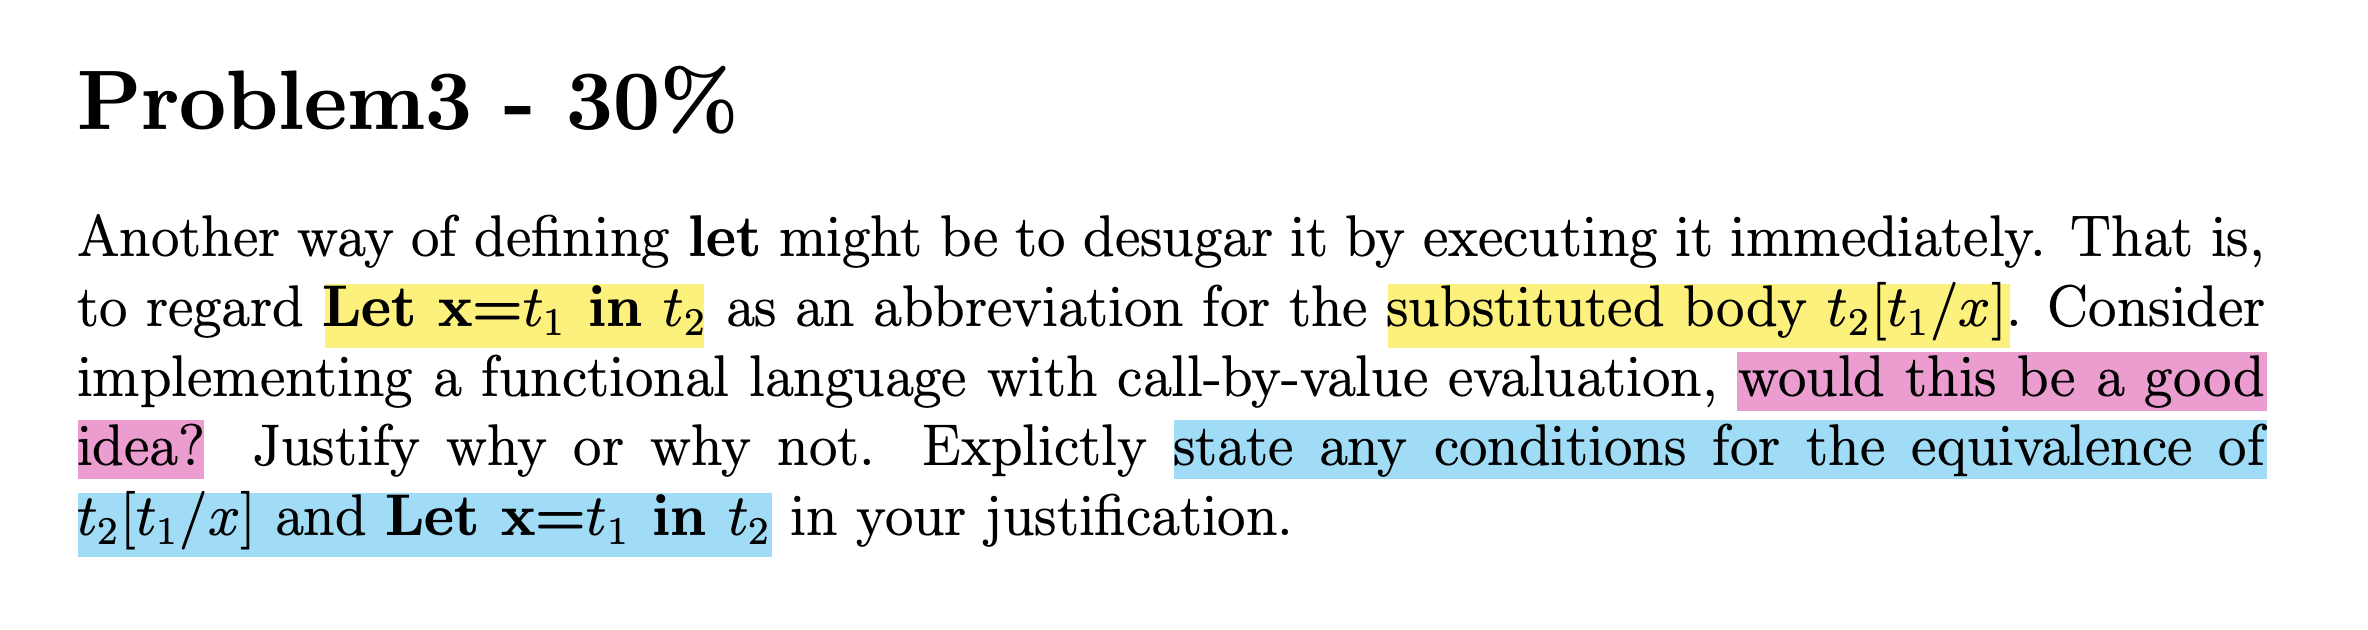 Problem3 - 30%
Another way of defining let might be to desugar it by executing it immediately. That is,
to regard Let x=t₁ in t₂ as an abbreviation for the substituted body t₂[t₁/x]. Consider
implementing a functional language with call-by-value evaluation, would this be a good
idea? Justify why or why not. Explictly state any conditions for the equivalence of
t₂[t₁/x] and Let x=t₁ in t₂ in your justification.